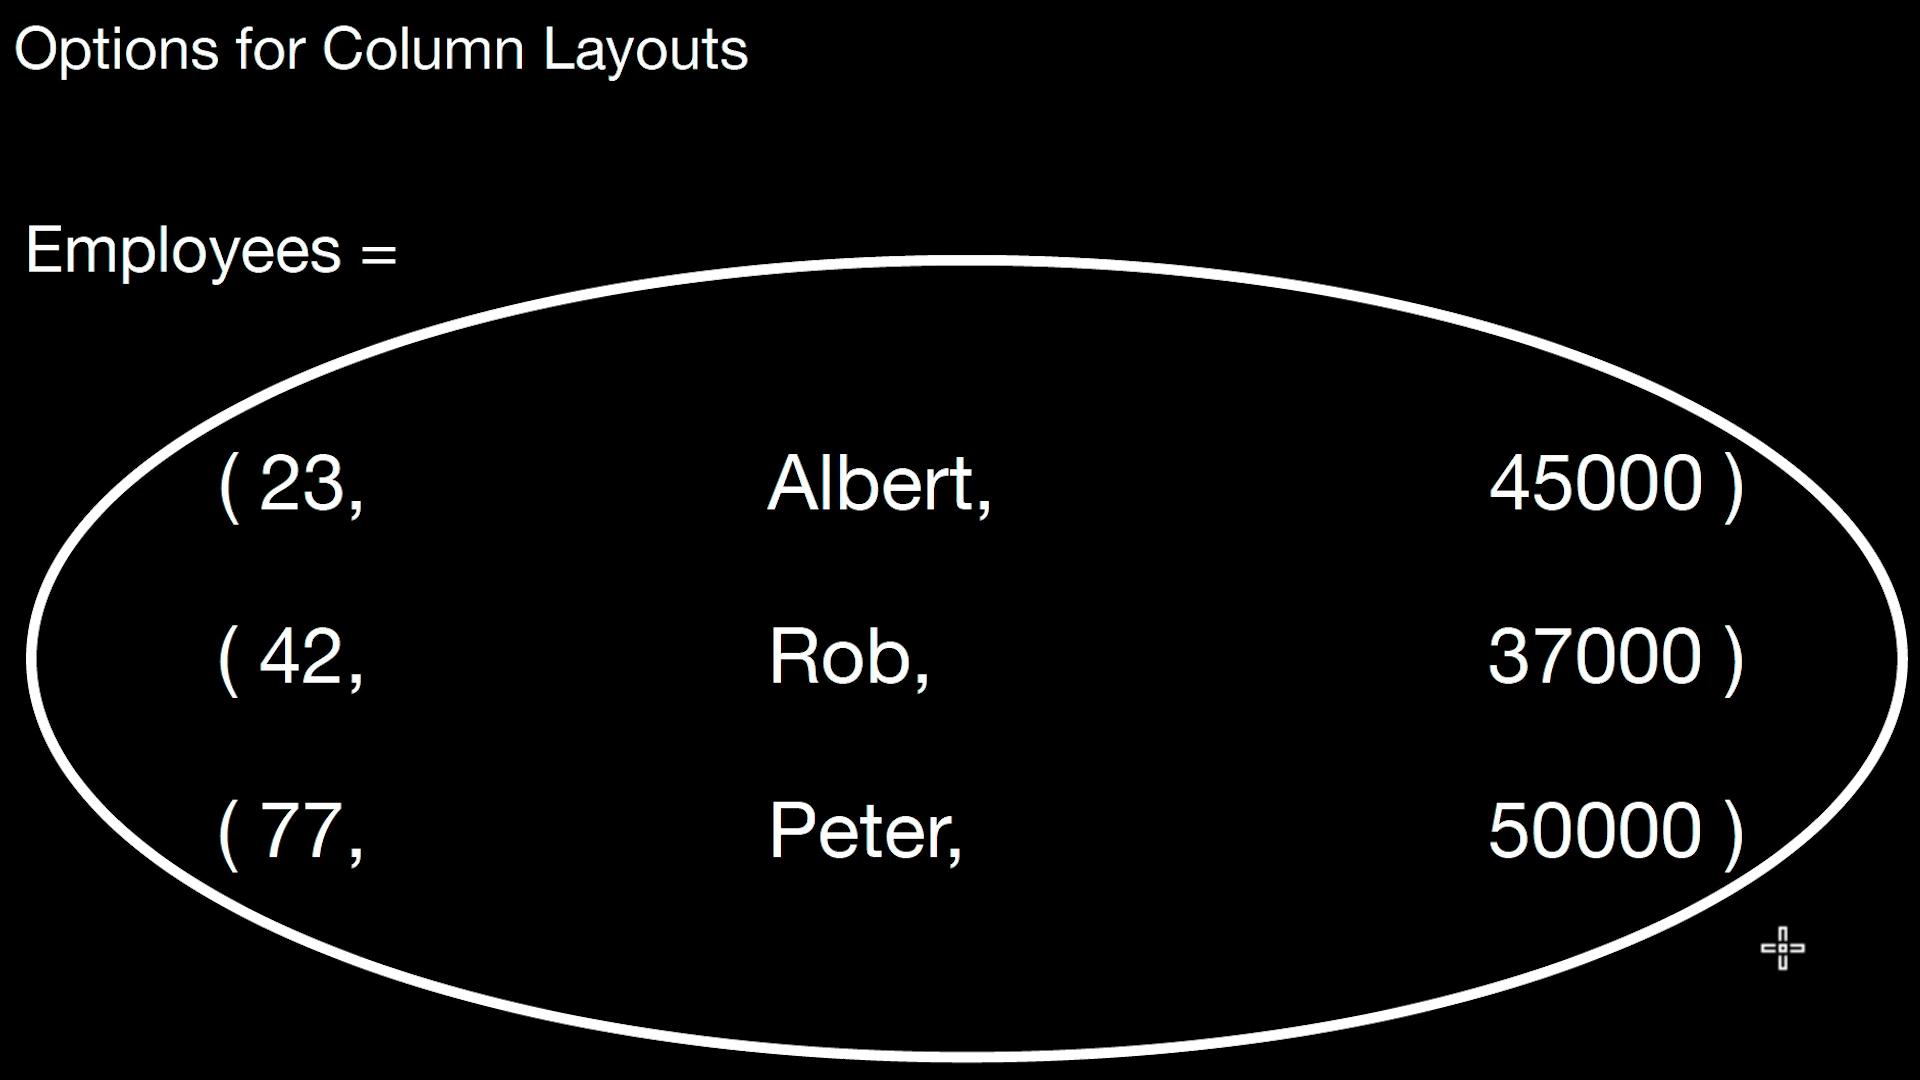 Options for Column Layouts
Employees =
( 23, Albert, 45000 )
( 42, Rob, 37000 )
( 77, Peter, 50000 )